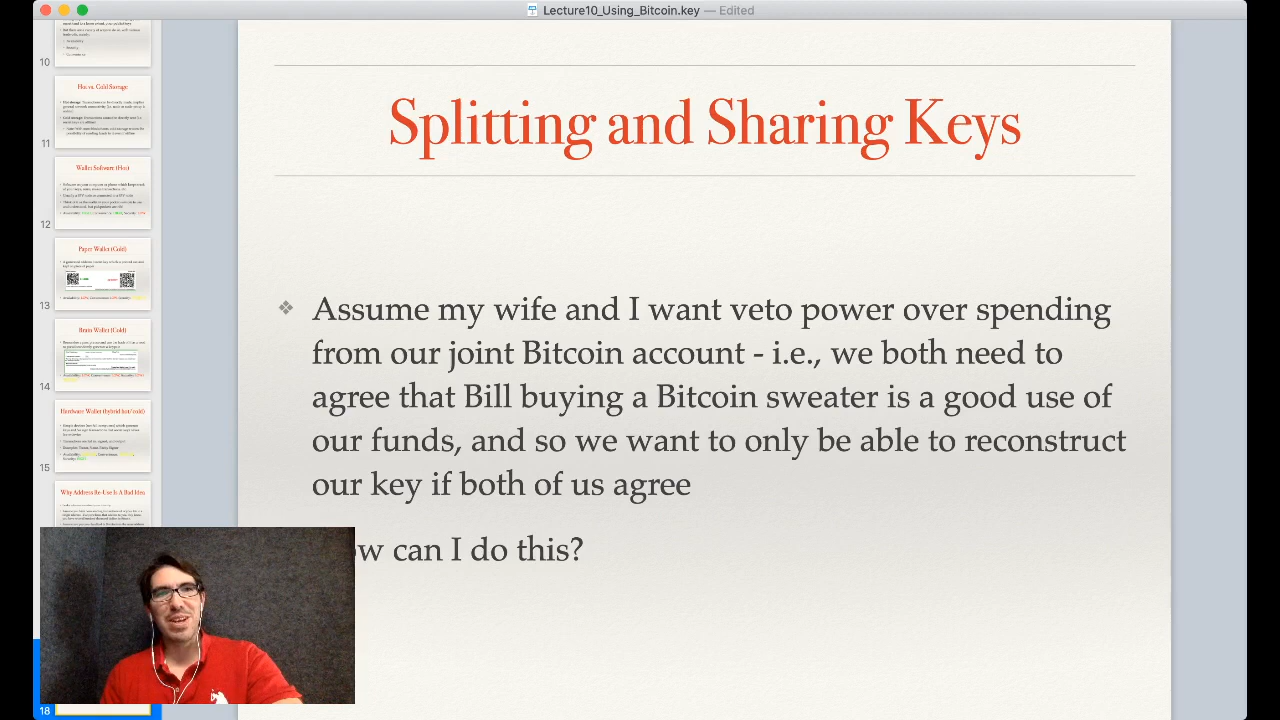 Lecture10_Using_Bitcoin.key — Edited
10
Hot vs. Cold Storage
11
Wallet Software (Hot)
12
Paper Wallet (Cold)
13
Brain Wallet (Cold)
14
Hardware Wallet (hybrid hot/cold)
15
Why Address Re-Use Is A Bad Idea
18
Splitting and Sharing Keys
❖ Assume my wife and I want veto power over spending
from our joint Bitcoin account - i.e., we both need to
agree that Bill buying a Bitcoin sweater is a good use of
our funds, and so we want to only be able to reconstruct
our key if both of us agree
ow can I do this?